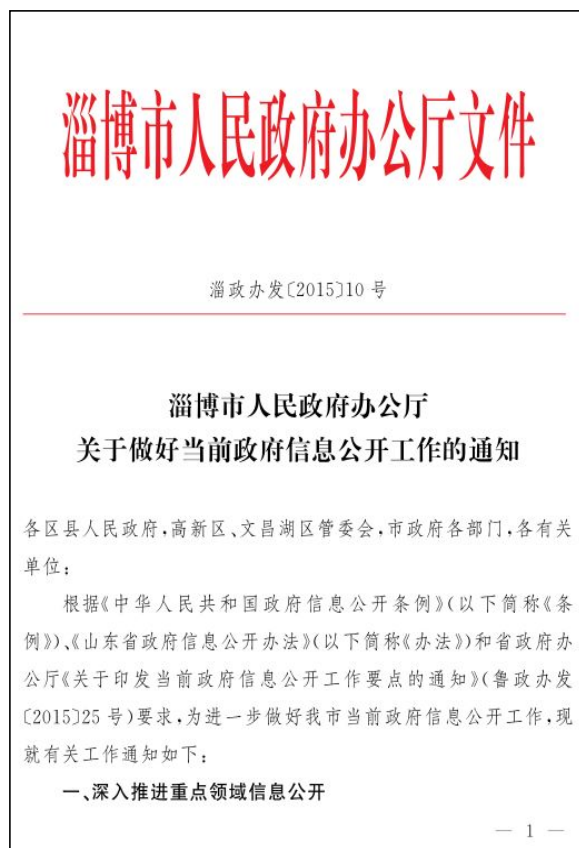 淄博市人民政府办公厅文件
淄政办发〔2015〕10 号
淄博市人民政府办公厅
关于做好当前政府信息公开工作的通知
各区县人民政府,高新区、文昌湖区管委会,市政府各部门,各有关
单位:
根据《中华人民共和国政府信息公开条例》(以下简称《条
例》)、《山东省政府信息公开办法》(以下简称《办法》)和省政府办
公厅《关于印发当前政府信息公开工作要点的通知》(鲁政办发
〔2015〕25 号)要求,为进一步做好我市当前政府信息公开工作,现
就有关工作通知如下:
一、深入推进重点领域信息公开
— 1 —